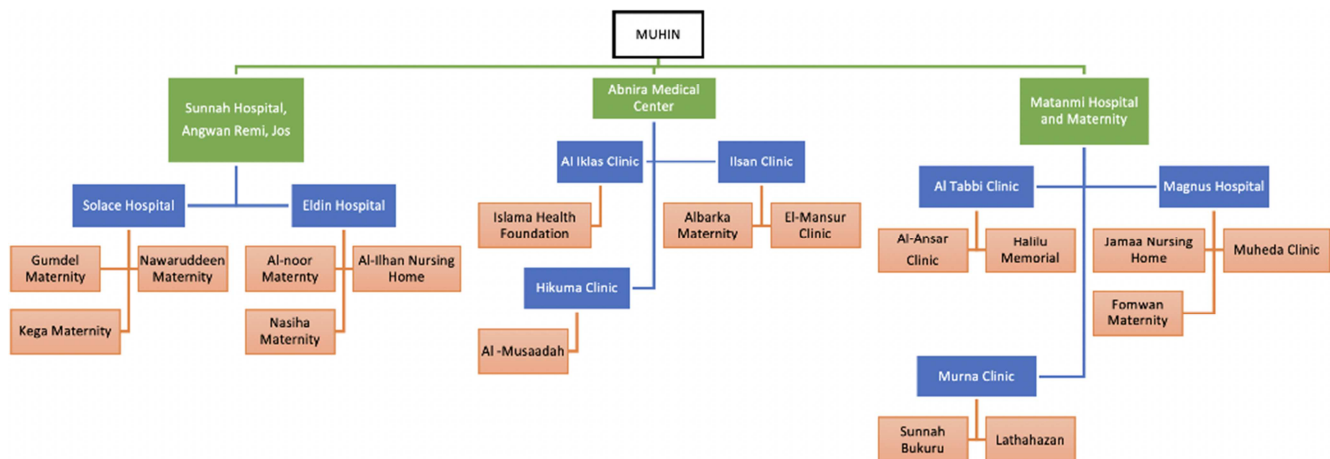 MUHIN
Sunnah Hospital,
Angwan Remi, Jos
Abnira Medical
Center
Matanmi Hospital
and Maternity
Solace Hospital
Eldin Hospital
Gumdel
Maternity
Nawaruddeen
Maternity
Kega Maternity
Al-noor
Maternty
Al-Ilhan Nursing
Home
Nasiha
Maternity
Al Iklas Clinic
Ilsan Clinic
Islama Health
Foundation
Albarka
Maternity
El-Mansur
Clinic
Hikuma Clinic
Al -Musaadah
Al Tabbi Clinic
Magnus Hospital
Al-Ansar
Clinic
Halilu
Memorial
Jamaa Nursing
Home
Muheda Clinic
Fomwan
Maternity
Murna Clinic
Sunnah
Bukuru
Lathahazan